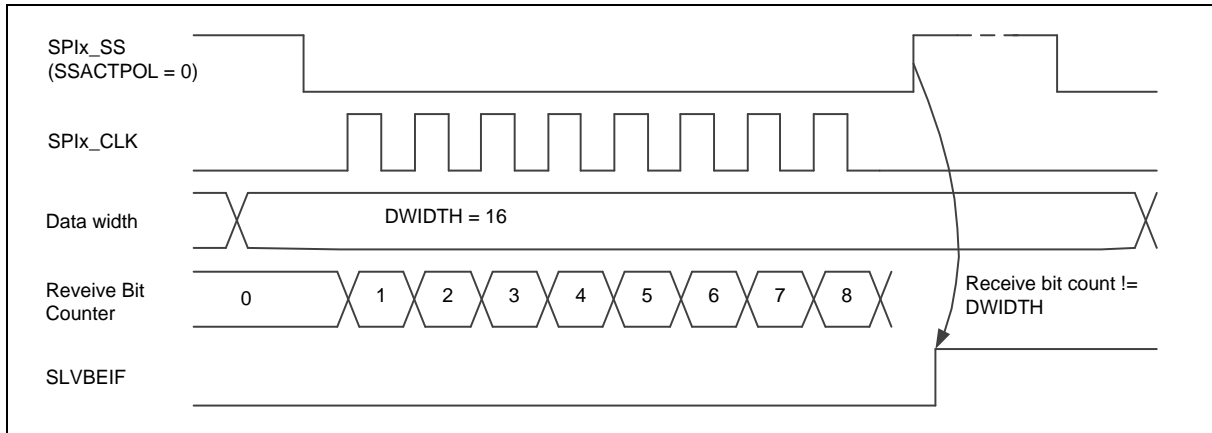 SPIx_SS
(SSACTPOL = 0)
SPIx_CLK
Data width
DWIDTH = 16
Reveive Bit
Counter
0
1
2
3
4
5
6
7
8
Receive bit count !=
DWIDTH
SLVBEIF